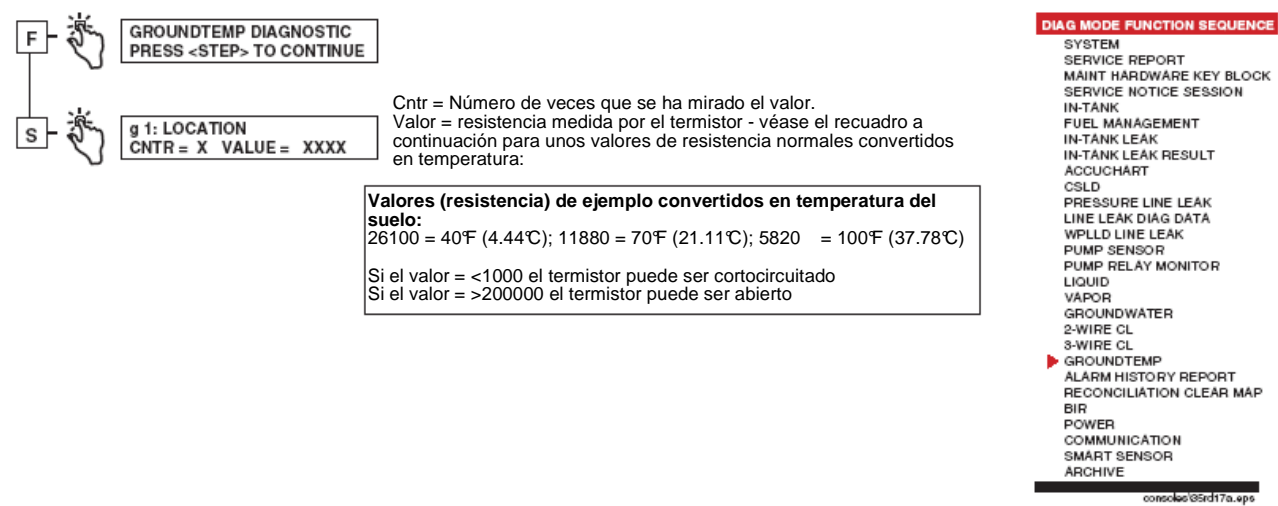 F
GROUNDTEMP DIAGNOSTIC
PRESS <STEP> TO CONTINUE
S
g 1: LOCATION
CNTR = X VALUE = XXXX
Cntr = Número de veces que se ha mirado el valor.
Valor = resistencia medida por el termistor - véase el recuadro a
continuación para unos valores de resistencia normales convertidos
en temperatura:
Valores (resistencia) de ejemplo convertidos en temperatura del
suelo:
26100 = 40°F (4.44°C); 11880 = 70°F (21.11°C); 5820 = 100°F (37.78°C)
Si el valor = <1000 el termistor puede ser cortocircuitado
Si el valor = >200000 el termistor puede ser abierto
DIAG MODE FUNCTION SEQUENCE
SYSTEM
SERVICE REPORT
MAINT HARDWARE KEY BLOCK
SERVICE NOTICE SESSION
IN-TANK
FUEL MANAGEMENT
IN-TANK LEAK
IN-TANK LEAK RESULT
ACCUCHART
CSLD
PRESSURE LINE LEAK
LINE LEAK DIAG DATA
WPLLD LINE LEAK
PUMP SENSOR
PUMP RELAY MONITOR
LIQUID
VAPOR
GROUNDWATER
2-WIRE CL
3-WIRE CL
GROUNDTEMP
ALARM HISTORY REPORT
RECONCILIATION CLEAR MAP
BIR
POWER
COMMUNICATION
SMART SENSOR
ARCHIVE
consoles\35rd17a.eps